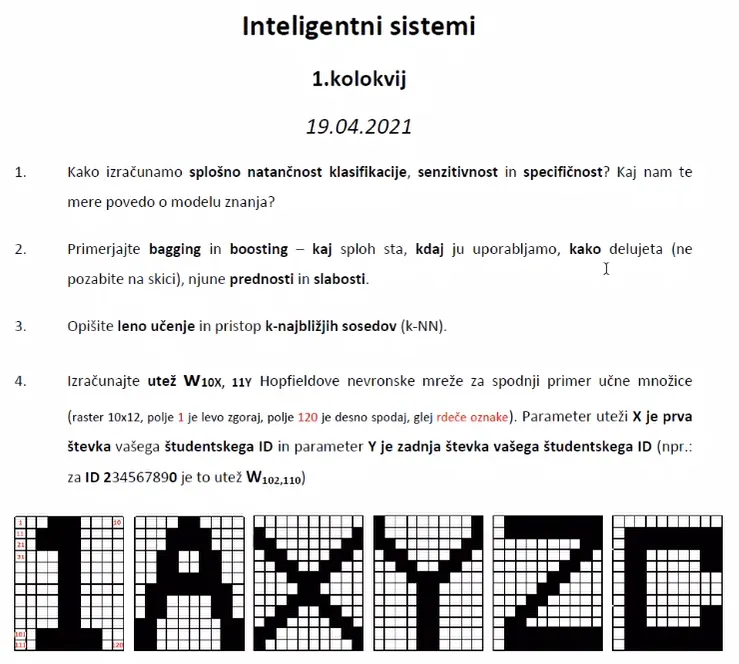 Inteligentni sistemi
1.kolokvij
19.04.2021
1. Kako izračunamo splošno natančnost klasifikacije, senzitivnost in specifičnost? Kaj nam te
mere povedo o modelu znanja?
2. Primerjajte bagging in boosting – kaj sploh sta, kdaj ju uporabljamo, kako delujeta (ne
pozabite na skici), njune prednosti in slabosti.
3. Opišite leno učenje in pristop k-najbližjih sosedov (k-NN).
4. Izračunajte utež W10X, 11Y Hopfieldove nevronske mreže za spodnji primer učne množice
(raster 10x12, polje 1 je levo zgoraj, polje 120 je desno spodaj, glej rdeče oznake). Parameter uteži X je prva
števka vašega študentskega ID in parameter Y je zadnja števka vašega študentskega ID (npr.:
za ID 234567890 je to utež W102,110)
1 10
11
21
31
101
111 120